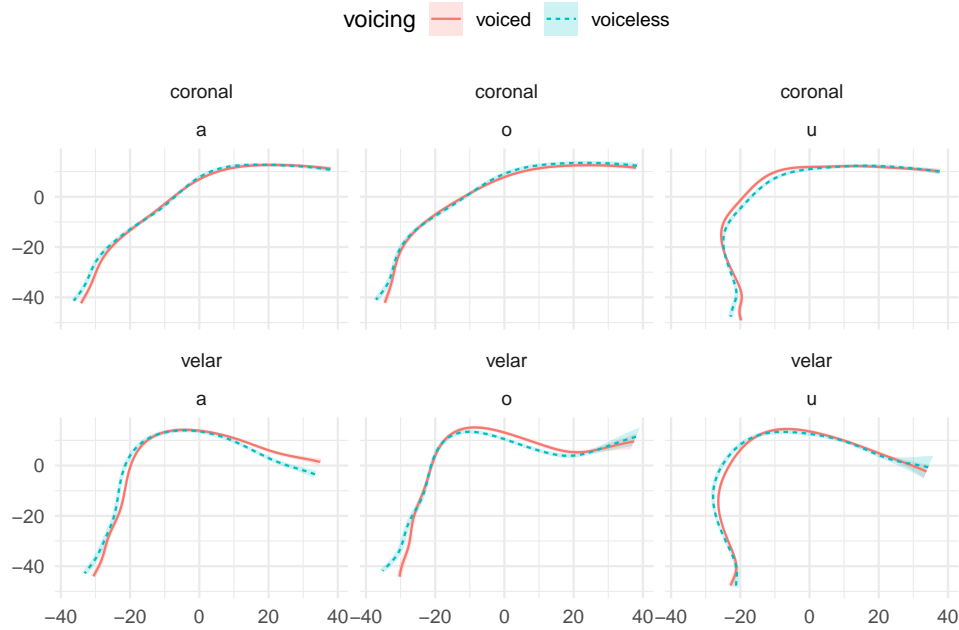 voicing voiced voiceless
coronal coronal coronal
a o u
0
−20
−40
velar velar velar
a o u
0
−20
−40
−40 −20 0 20 40 −40 −20 0 20 40 −40 −20 0 20 40